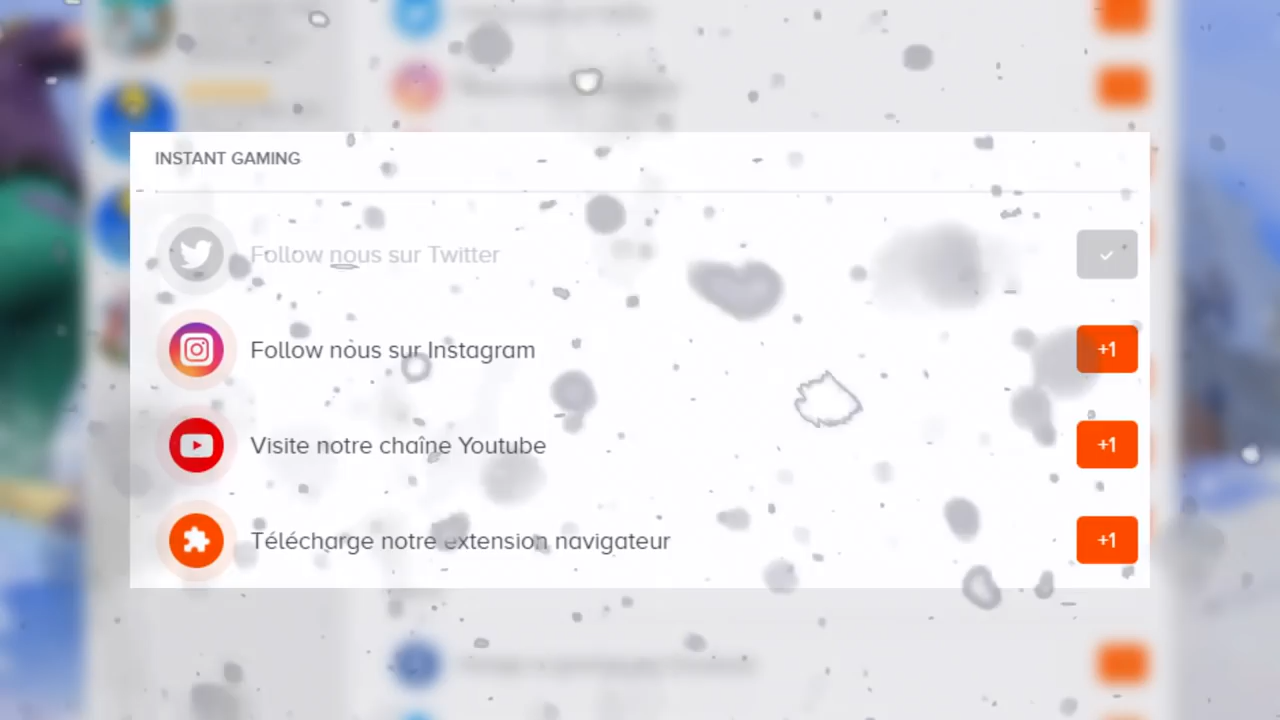 INSTANT GAMING
Follow nous sur Twitter
Follow nous sur Instagram
+1
Visite notre chaîne Youtube
+1
Télécharge notre extension navigateur
+1